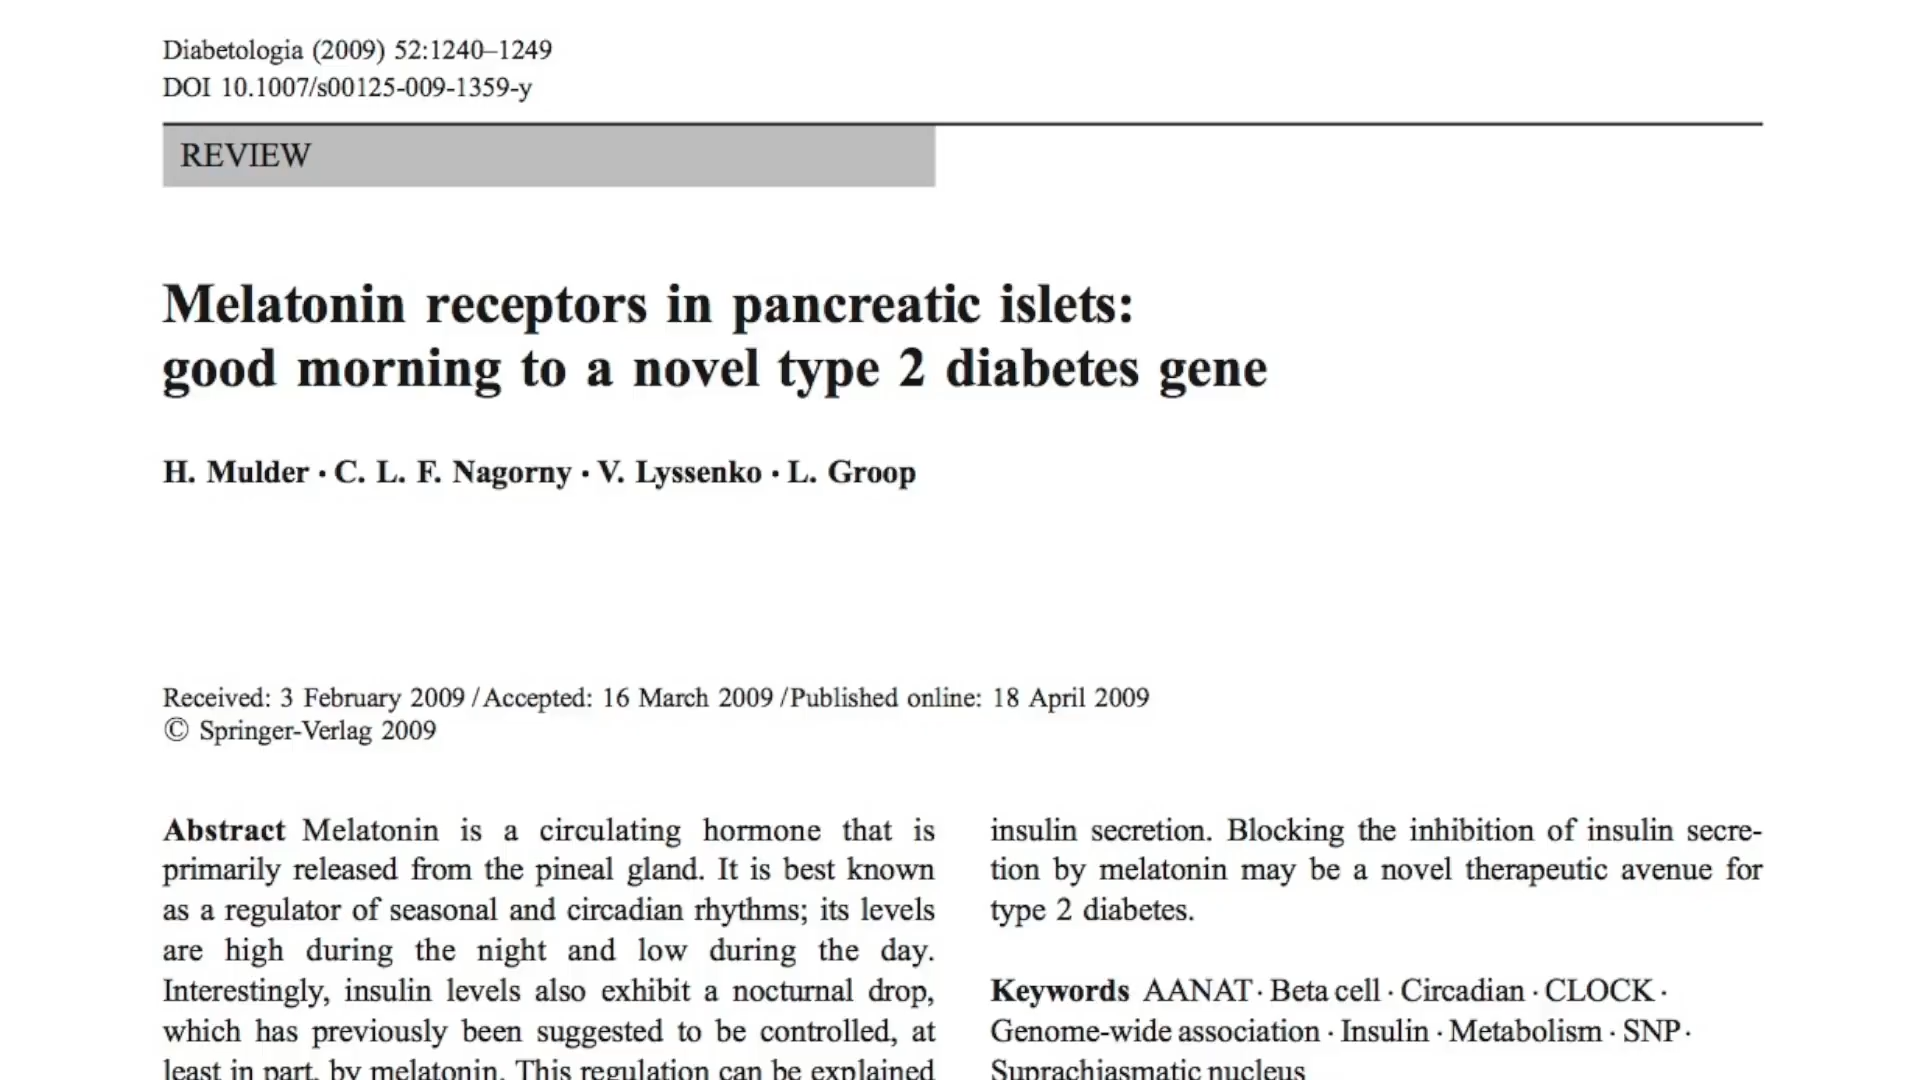 Diabetologia (2009) 52:1240–1249
DOI 10.1007/s00125-009-1359-y
REVIEW
Melatonin receptors in pancreatic islets:
good morning to a novel type 2 diabetes gene
H. Mulder · C. L. F. Nagorny · V. Lyssenko · L. Groop
Received: 3 February 2009 / Accepted: 16 March 2009 / Published online: 18 April 2009
© Springer-Verlag 2009
Abstract Melatonin is a circulating hormone that is
primarily released from the pineal gland. It is best known
as a regulator of seasonal and circadian rhythms; its levels
are high during the night and low during the day.
Interestingly, insulin levels also exhibit a nocturnal drop,
which has previously been suggested to be controlled, at
least in part, by melatonin. This regulation can be explained
insulin secretion. Blocking the inhibition of insulin secre-
tion by melatonin may be a novel therapeutic avenue for
type 2 diabetes.
Keywords AANAT · Beta cell · Circadian · CLOCK ·
Genome-wide association · Insulin · Metabolism · SNP ·
Suprachiasmatic nucleus